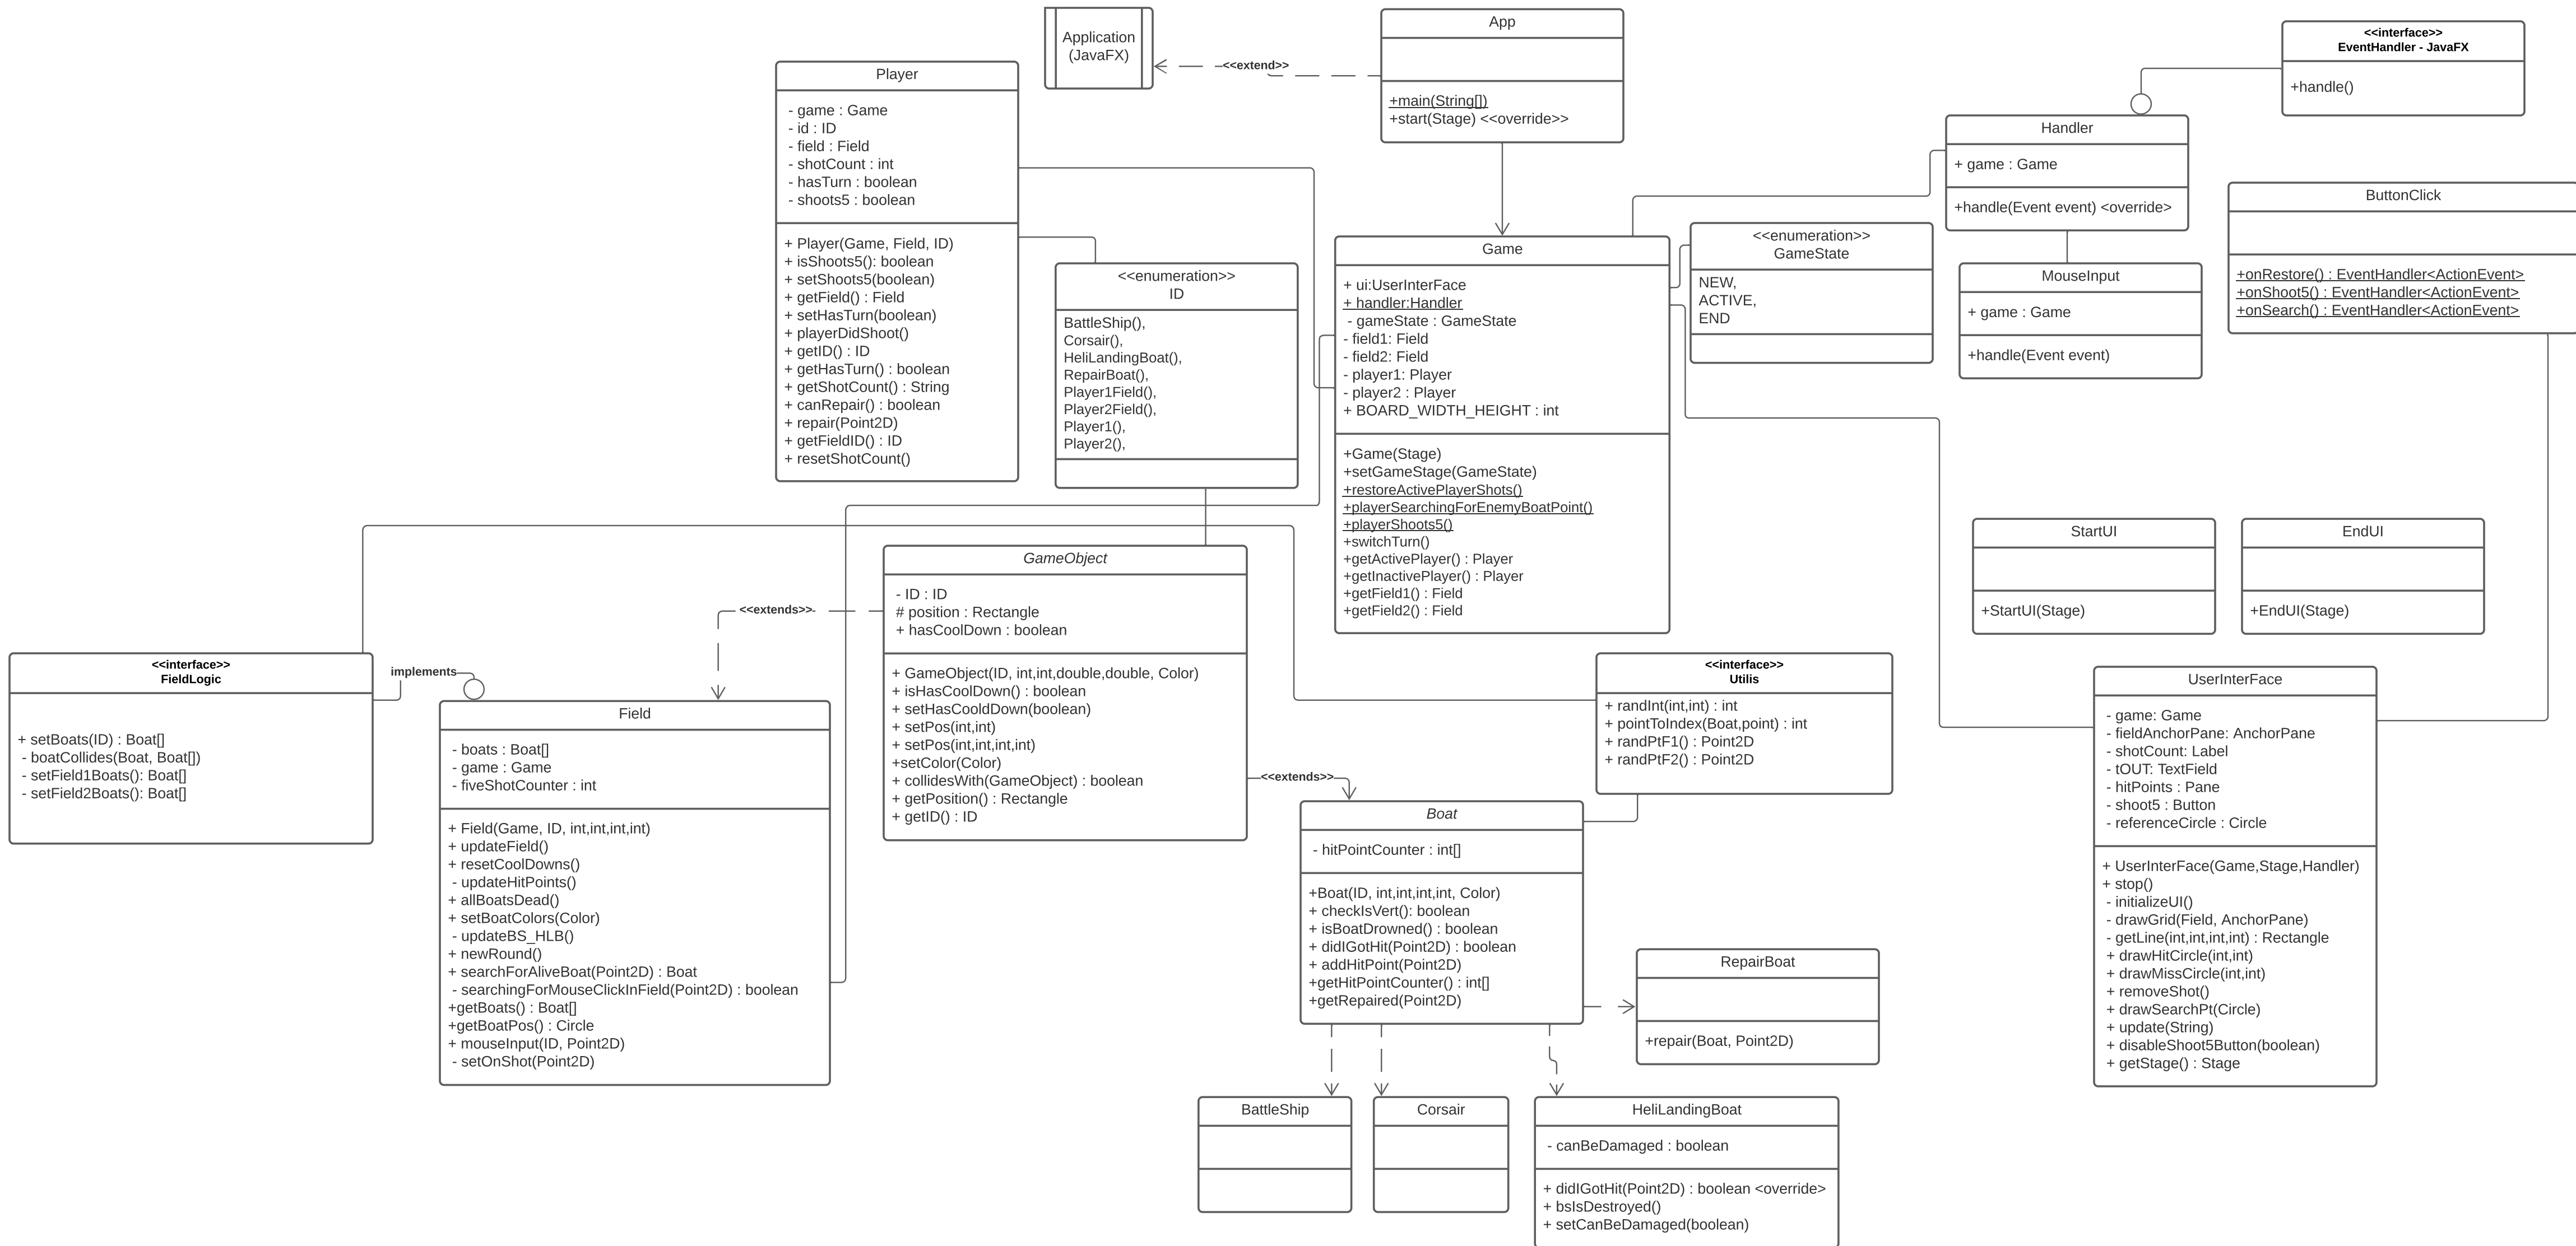 Application
(JavaFX)
<<extend>>
App
+main(String[])
+start(Stage) <<override>>
<<interface>>
EventHandler - JavaFX
+handle()
Player
- game : Game
- id : ID
- field : Field
- shotCount : int
- hasTurn : boolean
- shoots5 : boolean
+ Player(Game, Field, ID)
+ isShoots5(): boolean
+ setShoots5(boolean)
+ getField() : Field
+ setHasTurn(boolean)
+ playerDidShoot()
+ getID() : ID
+ getHasTurn() : boolean
+ getShotCount() : String
+ canRepair() : boolean
+ repair(Point2D)
+ getFieldID() : ID
+ resetShotCount()
<<enumeration>>
ID
BattleShip(),
Corsair(),
HeliLandingBoat(),
RepairBoat(),
Player1Field(),
Player2Field(),
Player1(),
Player2(),
Game
+ ui:UserInterFace
+ handler:Handler
- gameState : GameState
- field1: Field
- field2: Field
- player1: Player
- player2 : Player
+ BOARD_WIDTH_HEIGHT : int
+Game(Stage)
+setGameStage(GameState)
+restoreActivePlayerShots()
+playerSearchingForEnemyBoatPoint()
+playerShoots5()
+switchTurn()
+getActivePlayer() : Player
+getInactivePlayer() : Player
+getField1() : Field
+getField2() : Field
<<enumeration>>
GameState
NEW,
ACTIVE,
END
Handler
+ game : Game
+handle(Event event) <override>
MouseInput
+ game : Game
+handle(Event event)
ButtonClick
+onRestore() : EventHandler<ActionEvent>
+onShoot5() : EventHandler<ActionEvent>
+onSearch() : EventHandler<ActionEvent>
StartUI
+StartUI(Stage)
EndUI
+EndUI(Stage)
<<interface>>
FieldLogic
+ setBoats(ID) : Boat[]
- boatCollides(Boat, Boat[])
- setField1Boats(): Boat[]
- setField2Boats(): Boat[]
implements
<<extends>>
Field
- boats : Boat[]
- game : Game
- fiveShotCounter : int
+ Field(Game, ID, int,int,int,int)
+ updateField()
+ resetCoolDowns()
- updateHitPoints()
+ allBoatsDead()
+ setBoatColors(Color)
- updateBS_HLB()
+ newRound()
+ searchForAliveBoat(Point2D) : Boat
- searchingForMouseClickInField(Point2D) : boolean
+getBoats() : Boat[]
+getBoatPos() : Circle
+ mouseInput(ID, Point2D)
- setOnShot(Point2D)
GameObject
- ID : ID
# position : Rectangle
+ hasCoolDown : boolean
+ GameObject(ID, int,int,double,double, Color)
+ isHasCoolDown() : boolean
+ setHasCooldDown(boolean)
+ setPos(int,int)
+ setPos(int,int,int,int)
+setColor(Color)
+ collidesWith(GameObject) : boolean
+ getPosition() : Rectangle
+ getID() : ID
<<extends>>
<<interface>>
Utilis
+ randInt(int,int) : int
+ pointToIndex(Boat,point) : int
+ randPtF1() : Point2D
+ randPtF2() : Point2D
Boat
- hitPointCounter : int[]
+Boat(ID, int,int,int,int, Color)
+ checkIsVert(): boolean
+ isBoatDrowned() : boolean
+ didIGotHit(Point2D) : boolean
+ addHitPoint(Point2D)
+getHitPointCounter() : int[]
+getRepaired(Point2D)
RepairBoat
+repair(Boat, Point2D)
UserInterFace
- game: Game
- fieldAnchorPane: AnchorPane
- shotCount: Label
- tOUT: TextField
- hitPoints : Pane
- shoot5 : Button
- referenceCircle : Circle
+ UserInterFace(Game,Stage,Handler)
+ stop()
- initializeUI()
- drawGrid(Field, AnchorPane)
- getLine(int,int,int,int) : Rectangle
+ drawHitCircle(int,int)
+ drawMissCircle(int,int)
+ removeShot()
+ drawSearchPt(Circle)
+ update(String)
+ disableShoot5Button(boolean)
+ getStage() : Stage
BattleShip
Corsair
HeliLandingBoat
- canBeDamaged : boolean
+ didIGotHit(Point2D) : boolean <override>
+ bsIsDestroyed()
+ setCanBeDamaged(boolean)